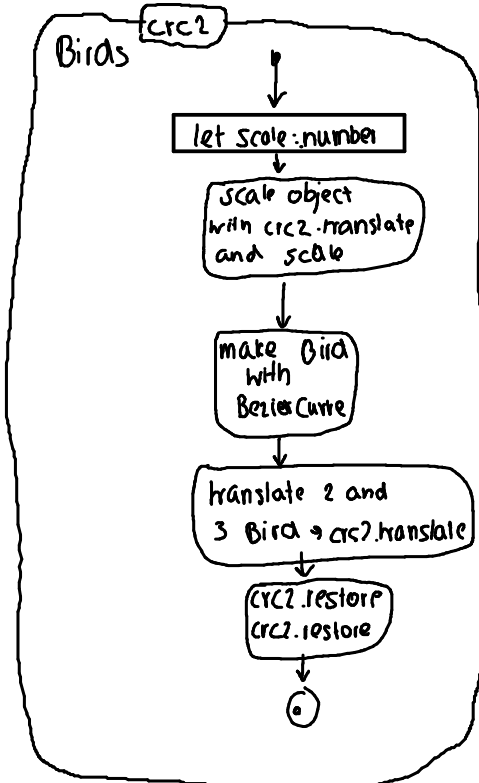 crc2
Birds
let scale: number
scale object
with crc2.translate
and scale
make Bird
with
BezierCurve
translate 2 and
3 Bird → crc2.translate
crc2.restore
crc2.restore